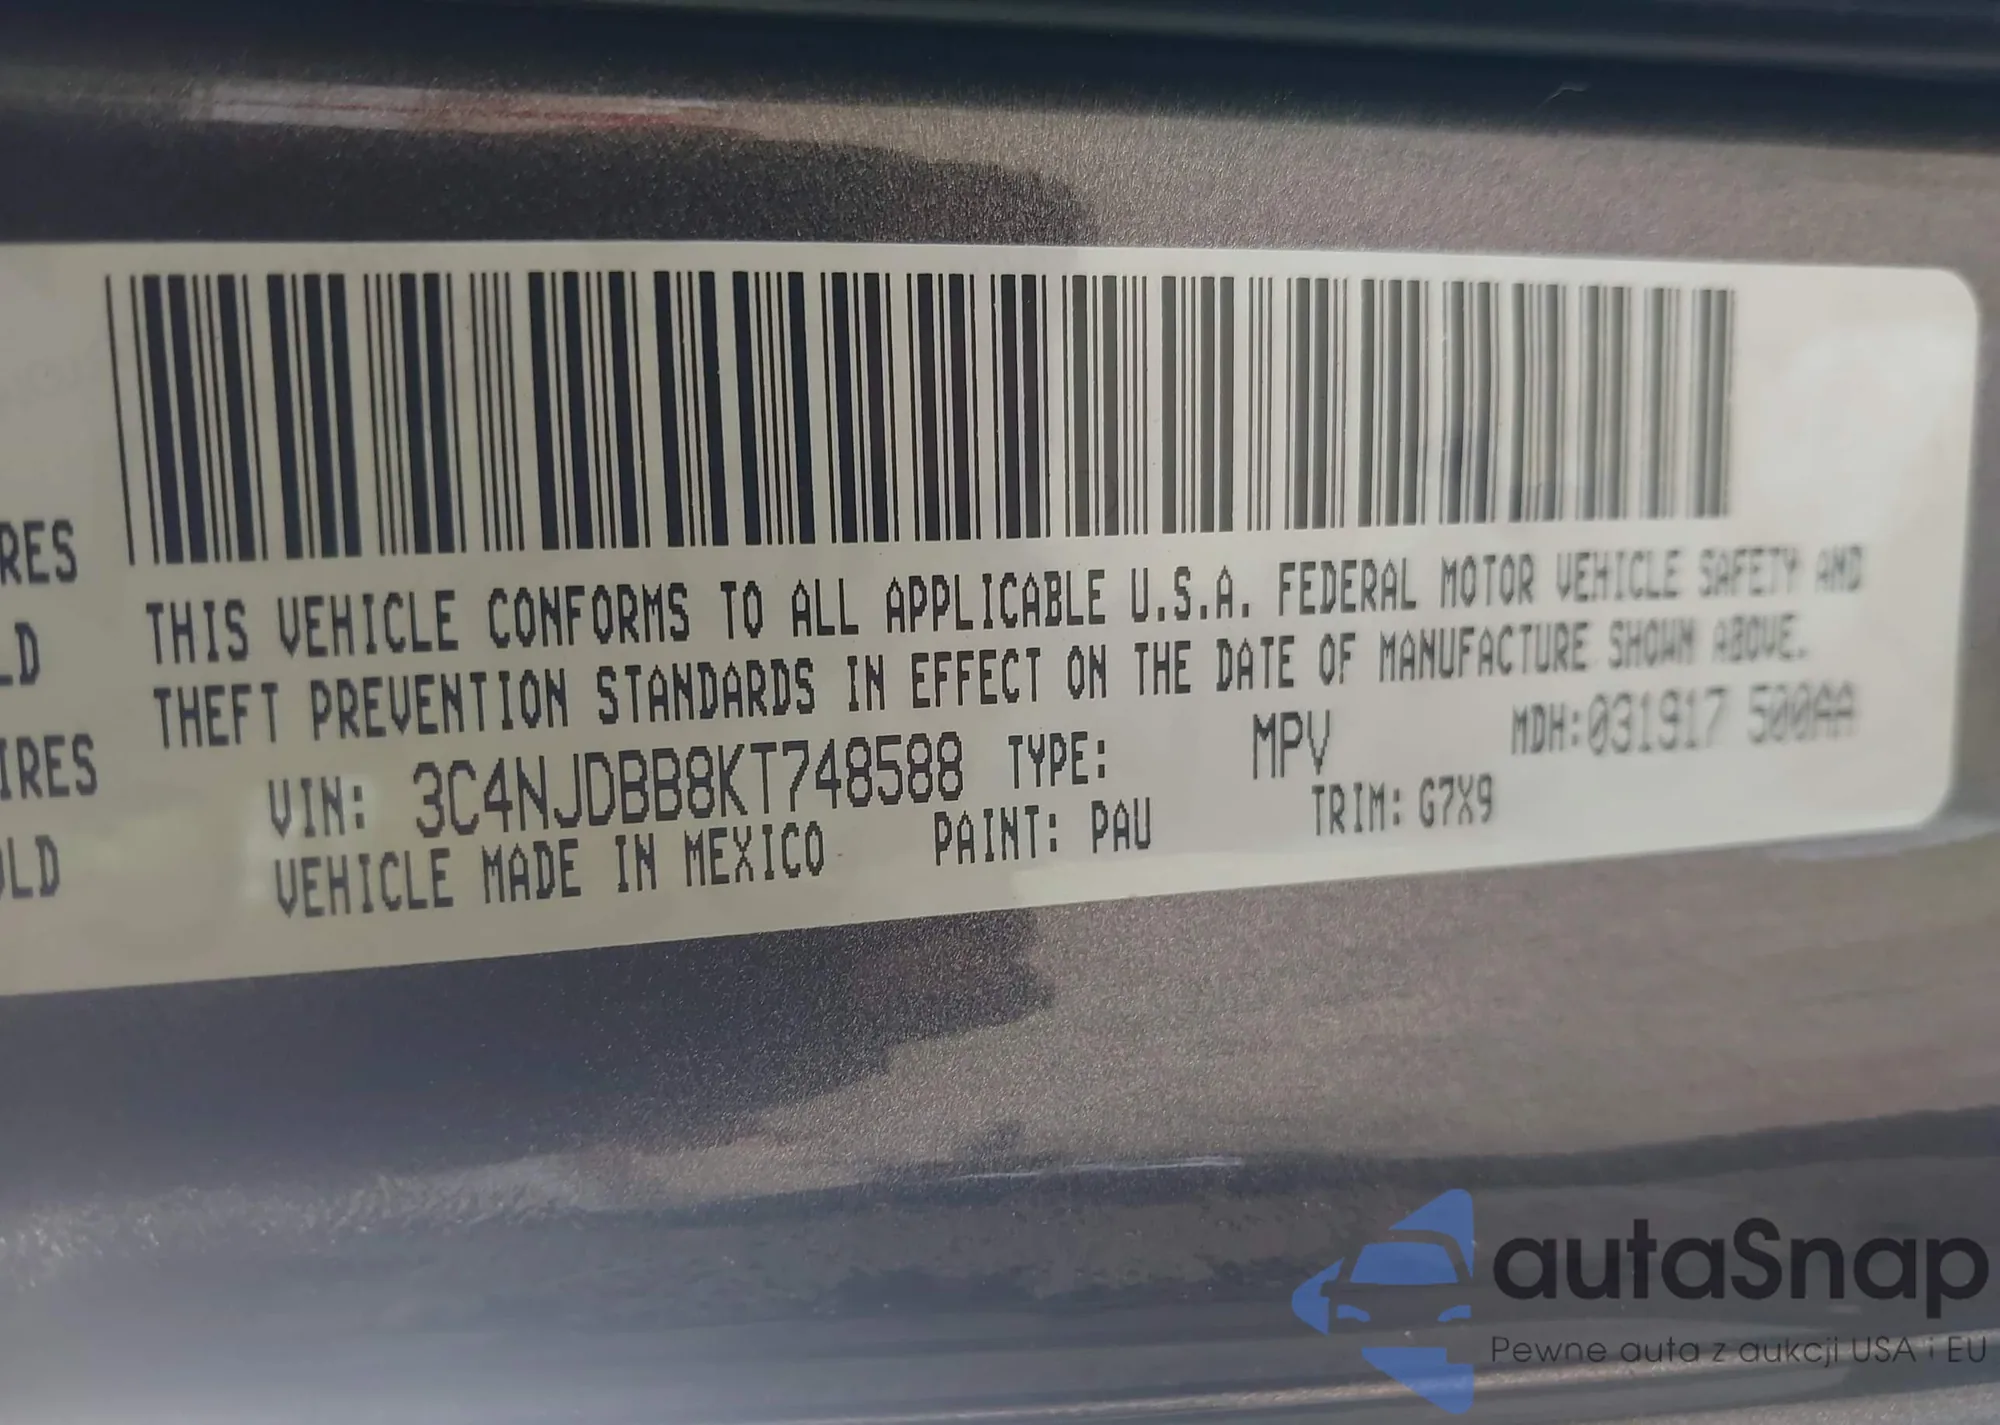 RES
LD
IRES
OLD
THIS VEHICLE CONFORMS TO ALL APPLICABLE U.S.A. FEDERAL MOTOR VEHICLE SAFETY AND
THEFT PREVENTION STANDARDS IN EFFECT ON THE DATE OF MANUFACTURE SHOWN ABOVE.
VIN: 3C4NJDBB8KT748588 TYPE: MPV MDH:031917 500AA
VEHICLE MADE IN MEXICO PAINT: PAU TRIM: G7X9
autaSnap
Pewne auta z aukcji USA i EU